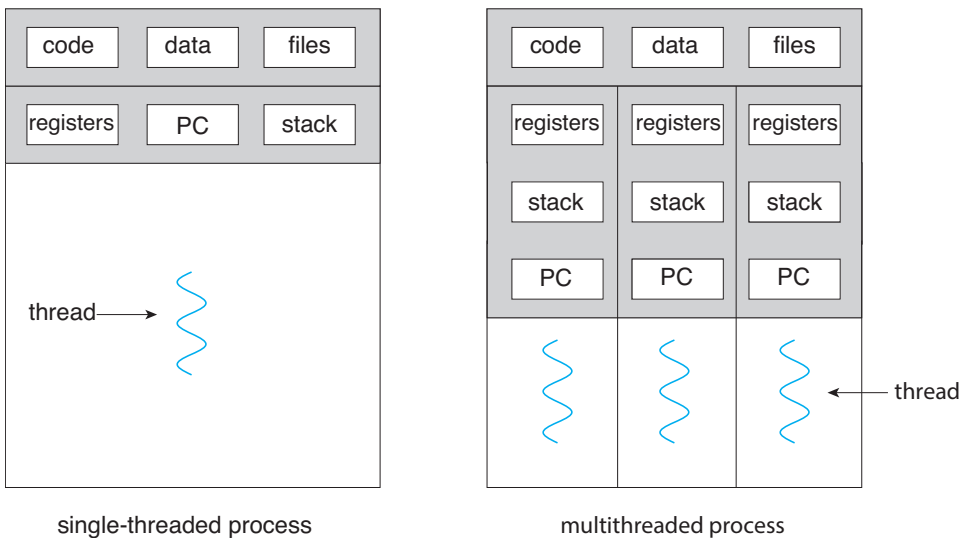 code data files
registers PC stack
thread
single-threaded process
code data files
registers registers registers
stack stack stack
PC PC PC
thread
multithreaded process